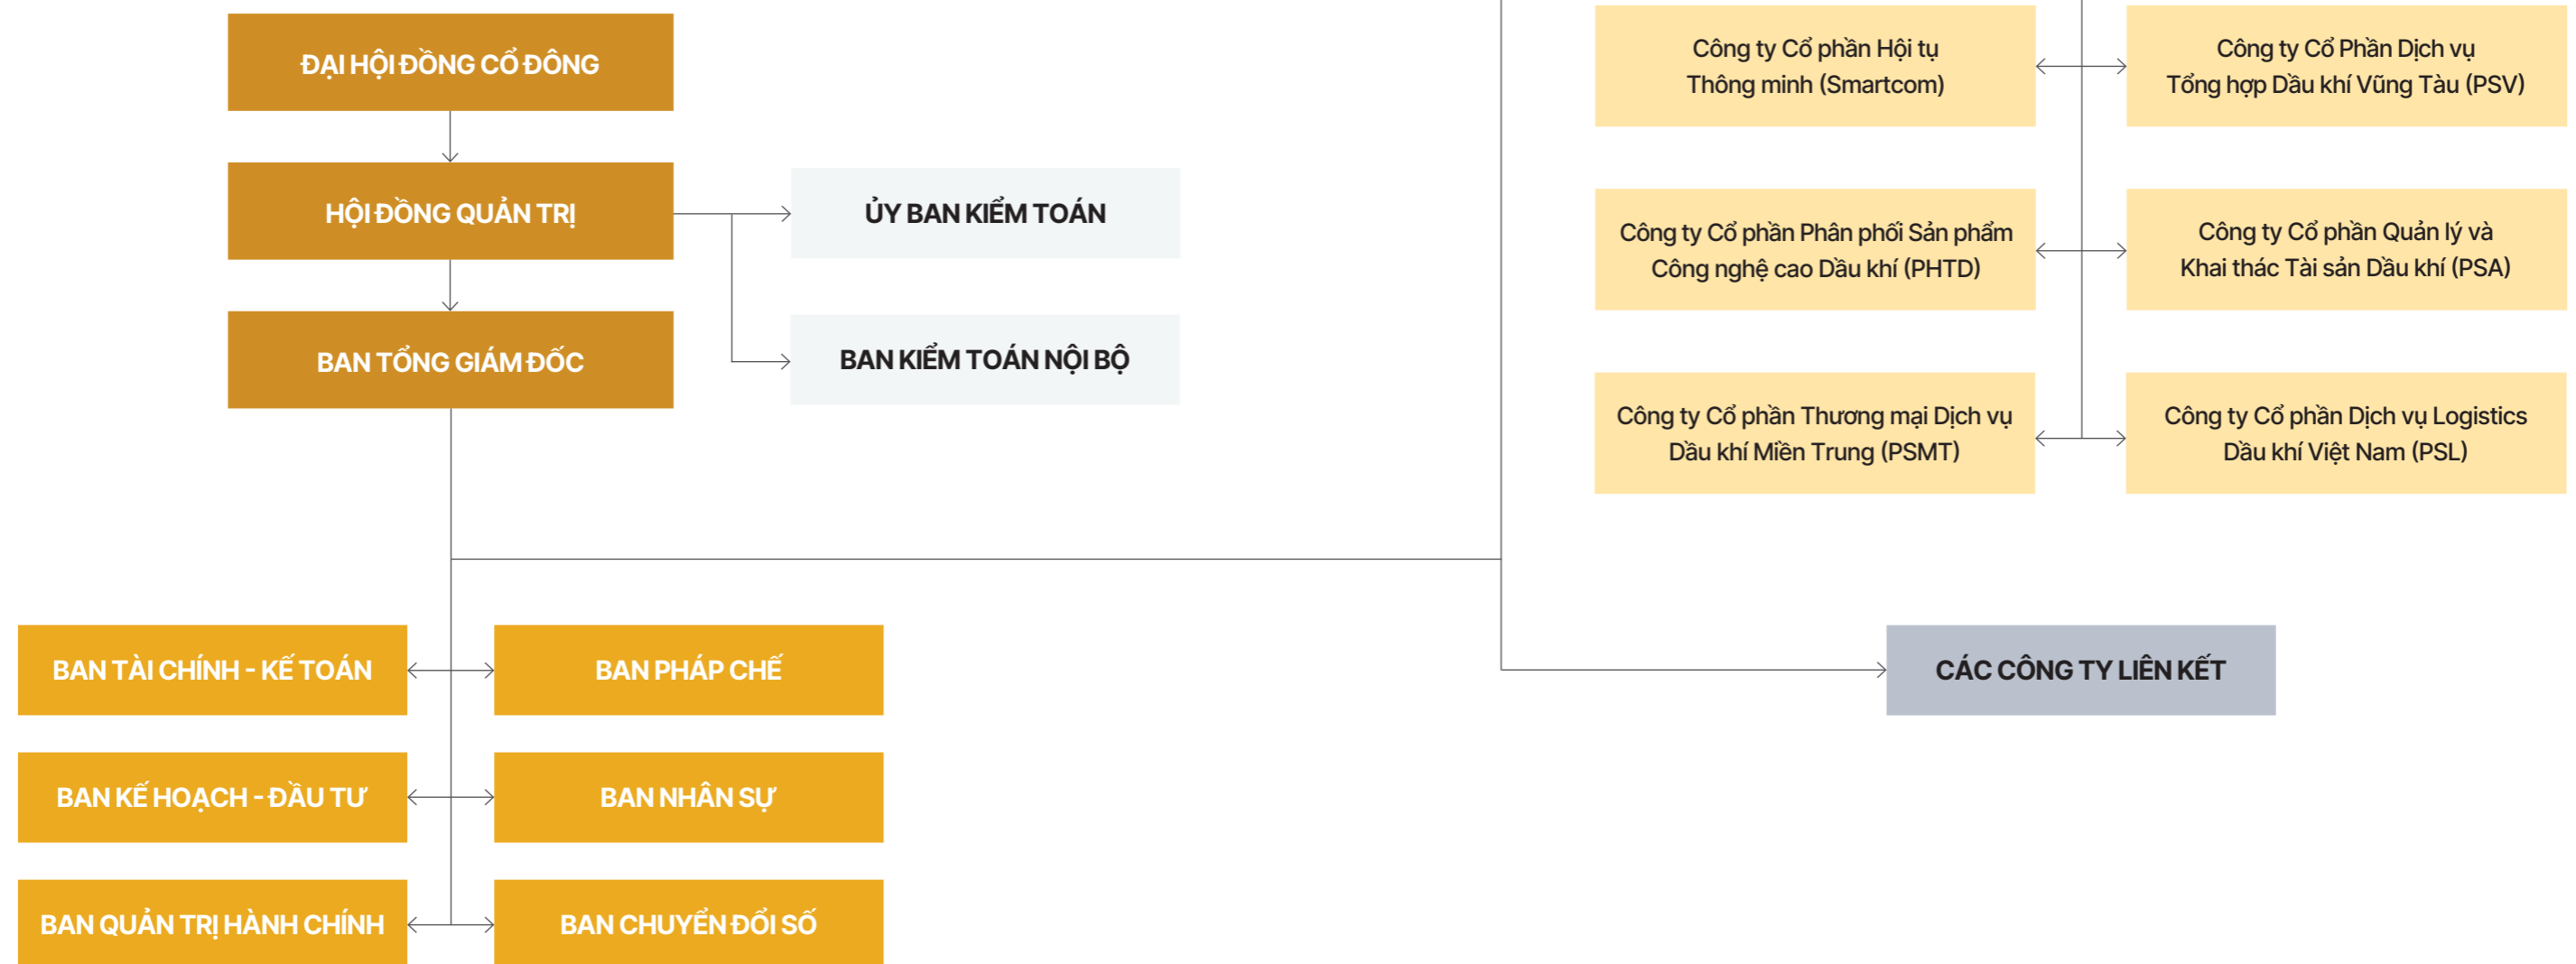 ĐẠI HỘI ĐỒNG CỔ ĐÔNG
HỘI ĐỒNG QUẢN TRỊ
ỦY BAN KIỂM TOÁN
BAN KIỂM TOÁN NỘI BỘ
BAN TỔNG GIÁM ĐỐC
BAN TÀI CHÍNH - KẾ TOÁN
BAN PHÁP CHẾ
BAN KẾ HOẠCH - ĐẦU TƯ
BAN NHÂN SỰ
BAN QUẢN TRỊ HÀNH CHÍNH
BAN CHUYỂN ĐỔI SỐ
Công ty Cổ phần Hội tụ
Thông minh (Smartcom)
Công ty Cổ Phần Dịch vụ
Tổng hợp Dầu khí Vũng Tàu (PSV)
Công ty Cổ phần Phân phối Sản phẩm
Công nghệ cao Dầu khí (PHTD)
Công ty Cổ phần Quản lý và
Khai thác Tài sản Dầu khí (PSA)
Công ty Cổ phần Thương mại Dịch vụ
Dầu khí Miền Trung (PSMT)
Công ty Cổ phần Dịch vụ Logistics
Dầu khí Việt Nam (PSL)
CÁC CÔNG TY LIÊN KẾT